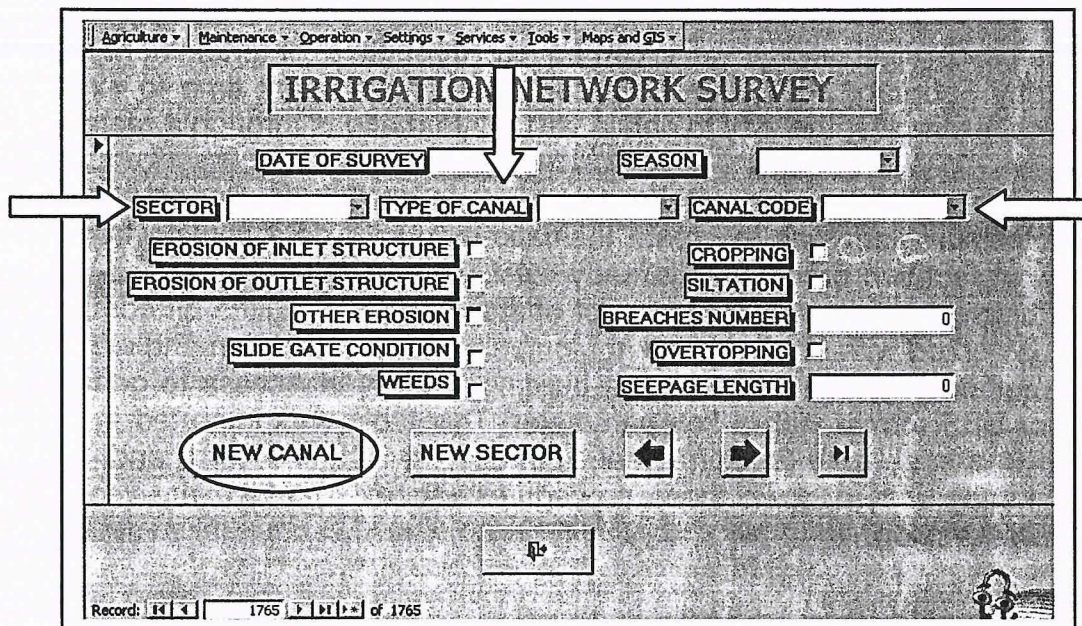 Agriculture Maintenance Operation Settings Services Tools Maps and GIS
IRRIGATION NETWORK SURVEY
DATE OF SURVEY SEASON
SECTOR TYPE OF CANAL CANAL CODE
EROSION OF INLET STRUCTURE CROPPING
EROSION OF OUTLET STRUCTURE SILTATION
OTHER EROSION BREACHES NUMBER 0
SLIDE GATE CONDITION OVERTOPPING
WEEDS SEEPAGE LENGTH 0
NEW CANAL NEW SECTOR
Record: 1765 of 1765